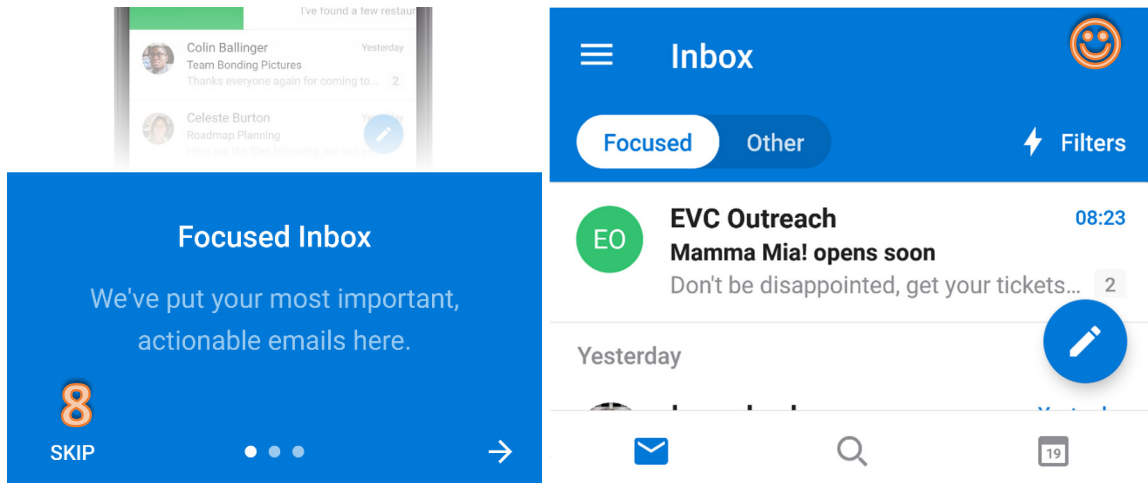 I've found a few restaur
Colin Ballinger
Yesterday
Team Bonding Pictures
Thanks everyone again for coming to...
2
Celeste Burton
Roadmap Planning
Focused Inbox
We've put your most important,
actionable emails here.
8
SKIP
Inbox
Focused
Other
Filters
EO
EVC Outreach
08:23
Mamma Mia! opens soon
Don't be disappointed, get your tickets...
2
Yesterday
19